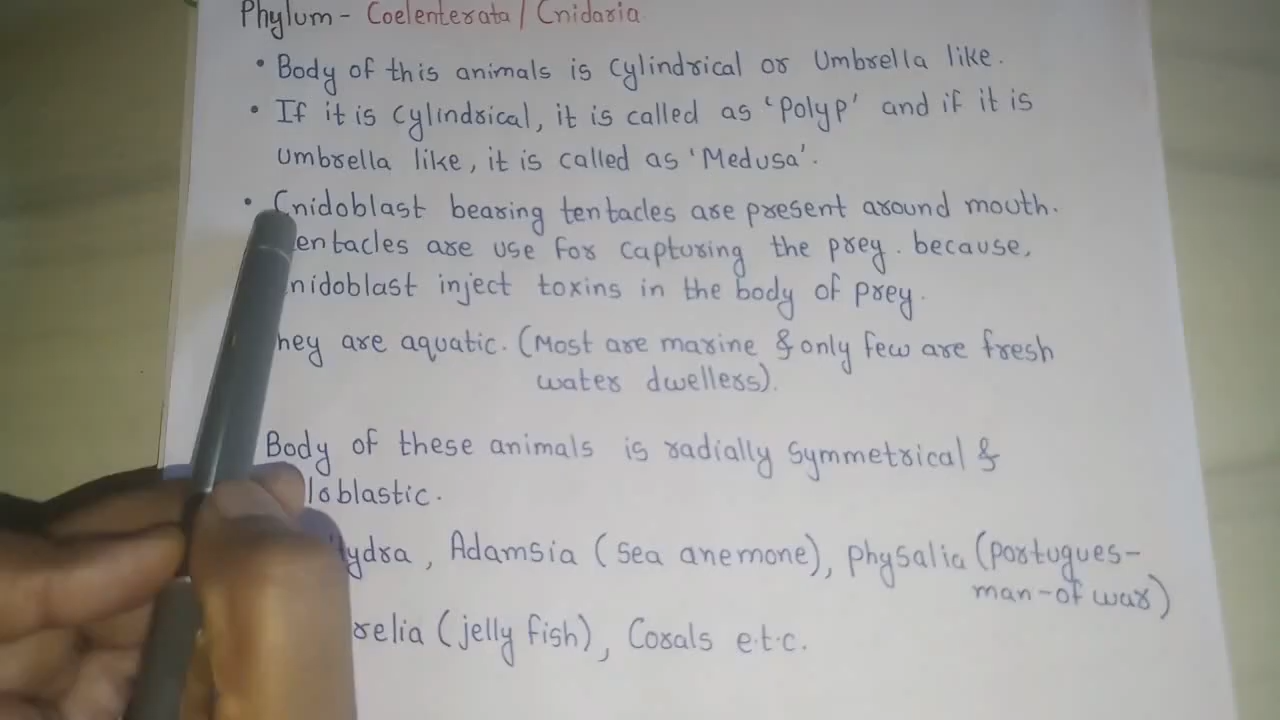 Phylum - Coelenterata / Cnidaria
• Body of this animals is cylindrical or Umbrella like.
• If it is cylindrical, it is called as 'Polyp' and if it is
Umbrella like, it is called as 'Medusa'.
• Cnidoblast bearing tentacles are present around mouth.
entacles are use for capturing the prey. because,
nidoblast inject toxins in the body of prey.
hey are aquatic. (Most are marine & only few are fresh
water dwellers).
Body of these animals is radially symmetrical &
loblastic.
Hydra, Adamsia (sea anemone), Physalia (Portugues-
man-of war)
relia (jelly fish), Corals e.t.c.